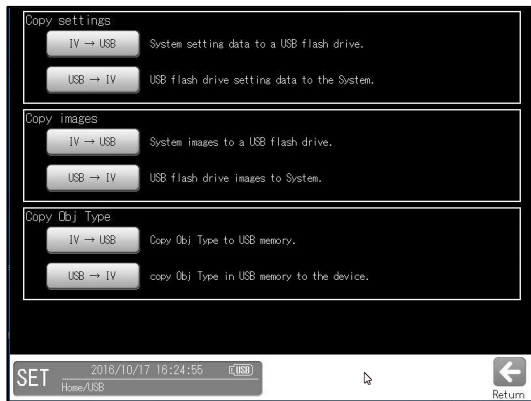 Copy settings
IV → USB System setting data to a USB flash drive.
USB → IV USB flash drive setting data to the System.
Copy images
IV → USB System images to a USB flash drive.
USB → IV USB flash drive images to System.
Copy Obj Type
IV → USB Copy Obj Type to USB memory.
USB → IV copy Obj Type in USB memory to the device.
SET 2016/10/17 16:24:55 USB
Home/USB
Return